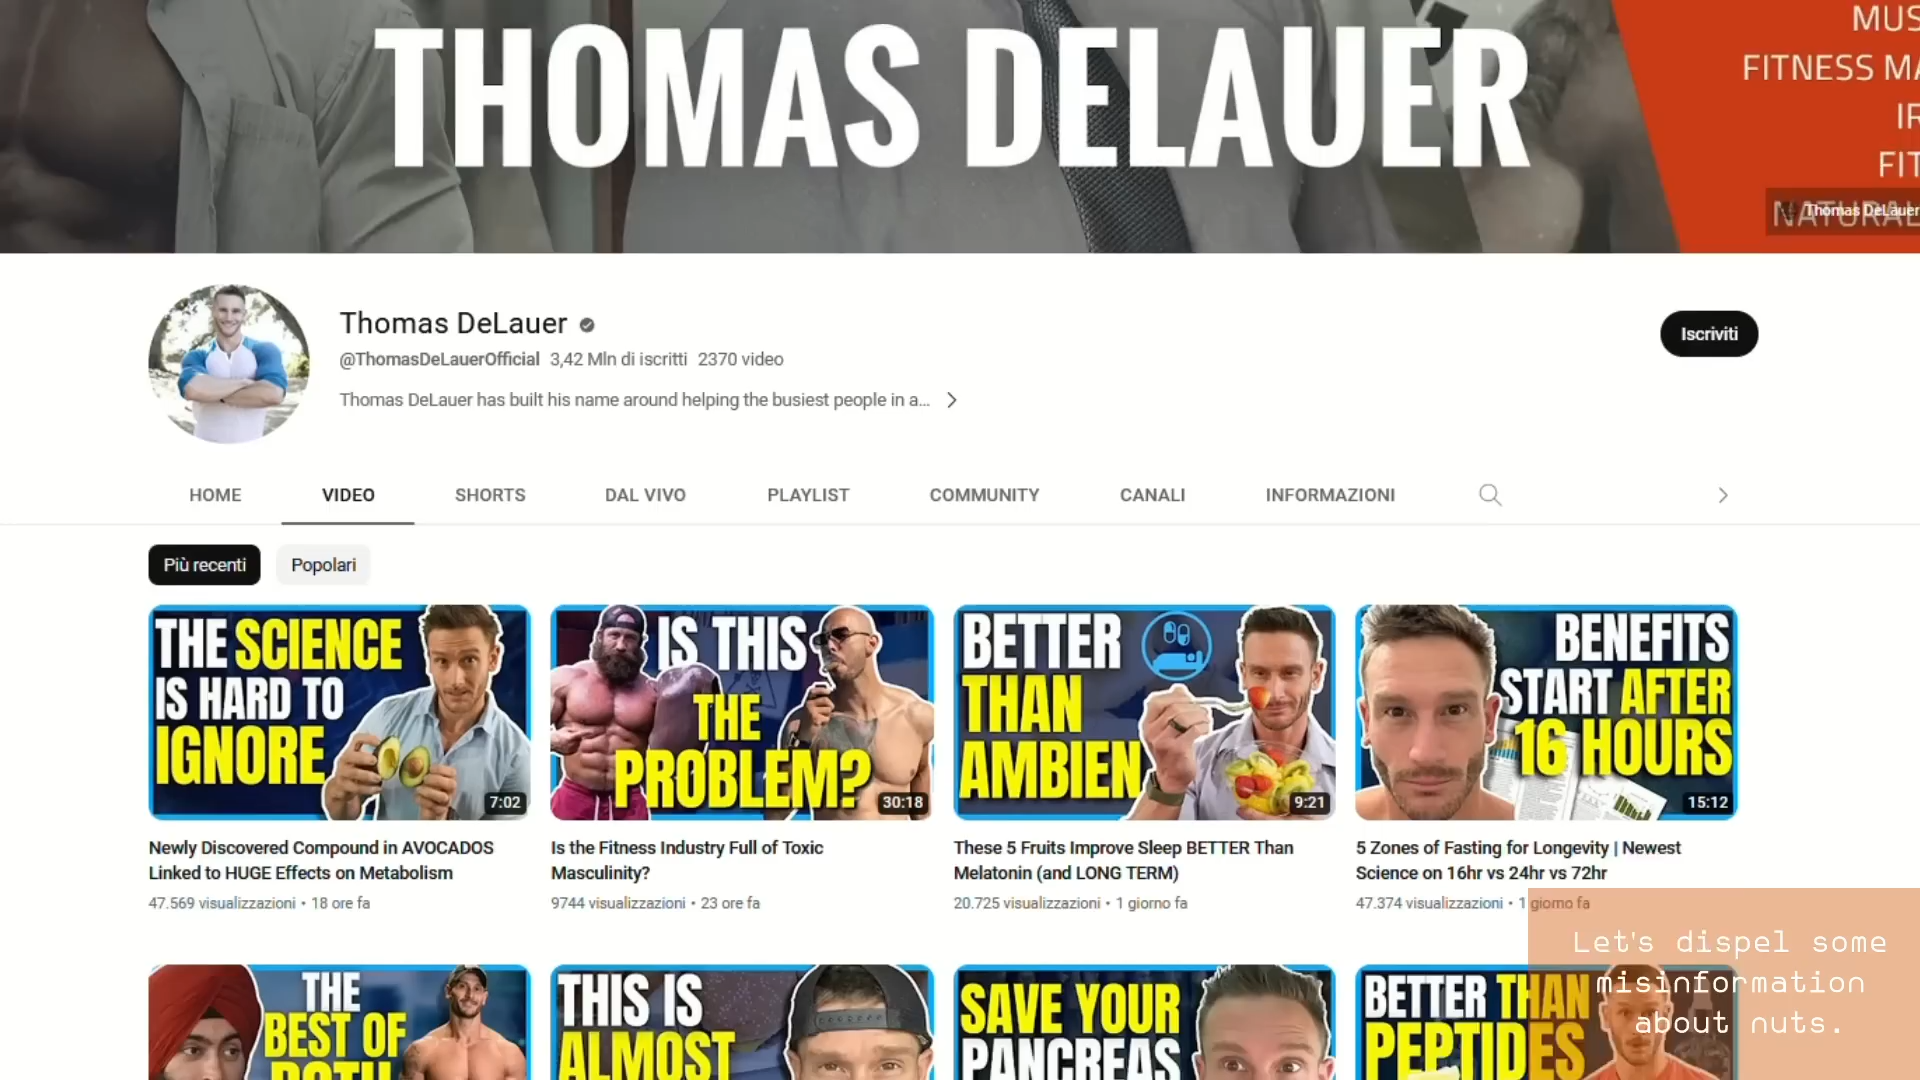 THOMAS DELAUER
MUS
FITNESS MA
IR
FIT
NATURAL
Thomas DeLauer
Thomas DeLauer
@ThomasDeLauerOfficial 3,42 Mln di iscritti 2370 video
Thomas DeLauer has built his name around helping the busiest people in a...
Iscriviti
HOME VIDEO SHORTS DAL VIVO PLAYLIST COMMUNITY CANALI INFORMAZIONI
Più recenti Popolari
THE SCIENCE
IS HARD TO
IGNORE
7:02
IS THIS
THE
PROBLEM?
30:18
BETTER
THAN
AMBIEN
9:21
BENEFITS
START AFTER
16 HOURS
15:12
Newly Discovered Compound in AVOCADOS
Linked to HUGE Effects on Metabolism
47.569 visualizzazioni • 18 ore fa
Is the Fitness Industry Full of Toxic
Masculinity?
9744 visualizzazioni • 23 ore fa
These 5 Fruits Improve Sleep BETTER Than
Melatonin (and LONG TERM)
20.725 visualizzazioni • 1 giorno fa
5 Zones of Fasting for Longevity | Newest
Science on 16hr vs 24hr vs 72hr
47.374 visualizzazioni • 1 giorno fa
THE
BEST OF
BOTH
THIS IS
ALMOST
SAVE YOUR
PANCREAS
BETTER THAN
PEPTIDES
Let's dispel some
misinformation
about nuts.